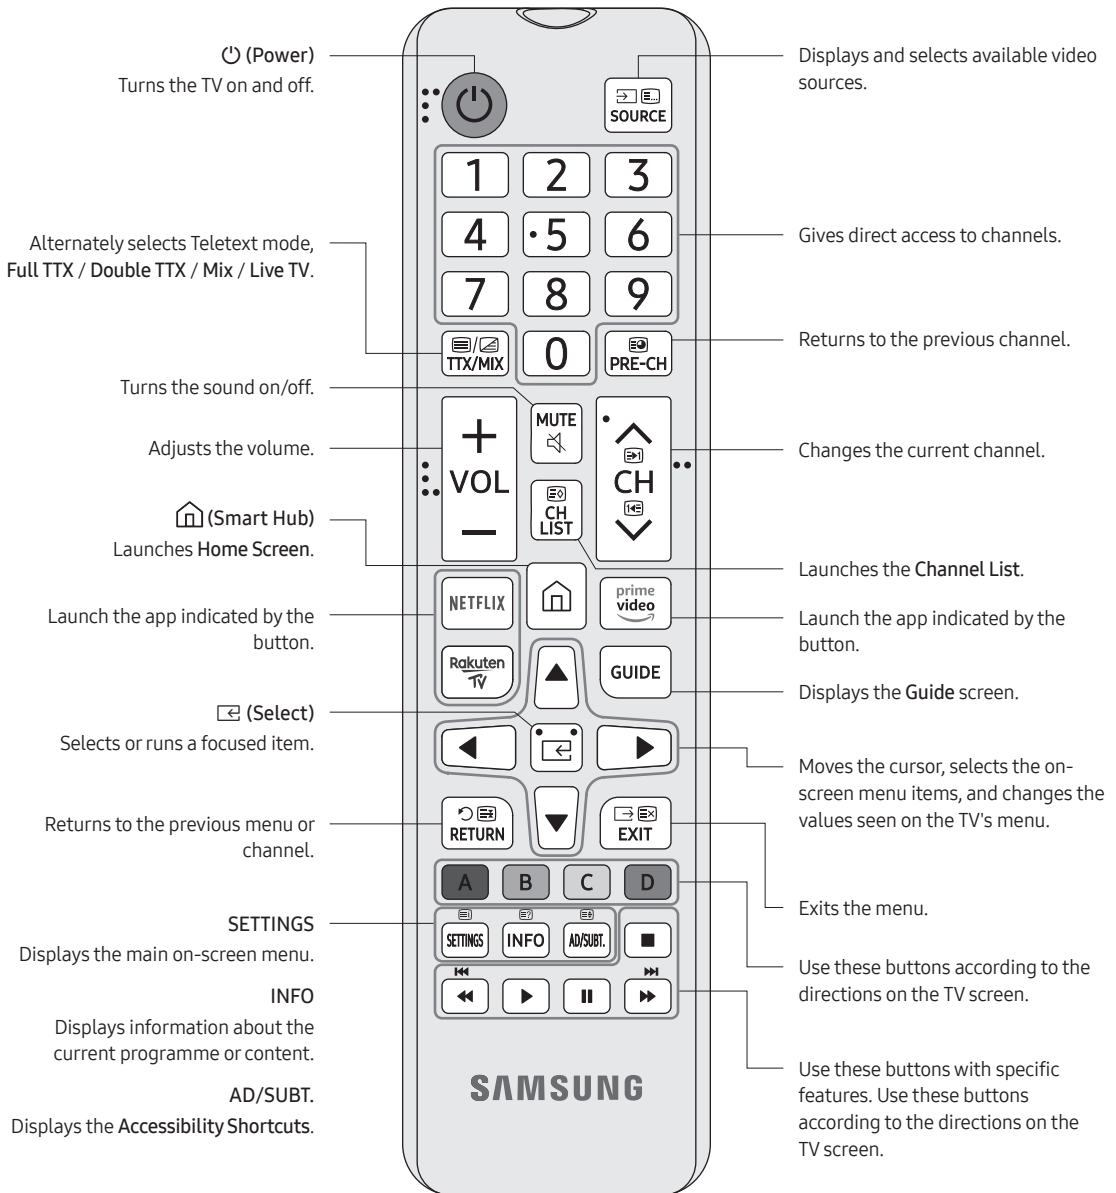 (Power)
Turns the TV on and off.
Alternately selects Teletext mode,
Full TTX / Double TTX / Mix / Live TV.
Turns the sound on/off.
Adjusts the volume.
(Smart Hub)
Launches Home Screen.
Launch the app indicated by the
button.
(Select)
Selects or runs a focused item.
Returns to the previous menu or
channel.
SETTINGS
Displays the main on-screen menu.
INFO
Displays information about the
current programme or content.
AD/SUBT.
Displays the Accessibility Shortcuts.
SOURCE
1 2 3
4 5 6
7 8 9
TTX/MIX 0 PRE-CH
MUTE
VOL
CH
CH
LIST
NETFLIX
prime
video
Rakuten
TV
GUIDE
RETURN
EXIT
A B C D
SETTINGS INFO AD/SUBT.
SAMSUNG
Displays and selects available video
sources.
Gives direct access to channels.
Returns to the previous channel.
Changes the current channel.
Launches the Channel List.
Launch the app indicated by the
button.
Displays the Guide screen.
Moves the cursor, selects the on-
screen menu items, and changes the
values seen on the TV's menu.
Exits the menu.
Use these buttons according to the
directions on the TV screen.
Use these buttons with specific
features. Use these buttons
according to the directions on the
TV screen.